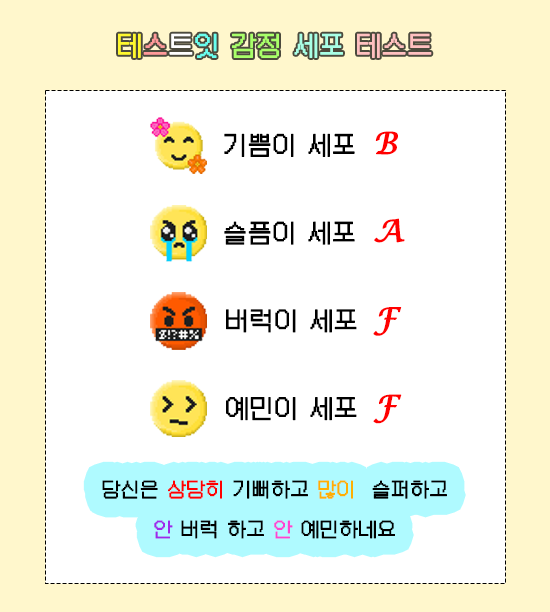 테스트잇 감정 세포 테스트
기쁨이 세포 B
슬픔이 세포 A
$!?#%
버럭이 세포 F
예민이 세포 F
당신은 상당히 기뻐하고 많이 슬퍼하고
안 버럭 하고 안 예민하네요